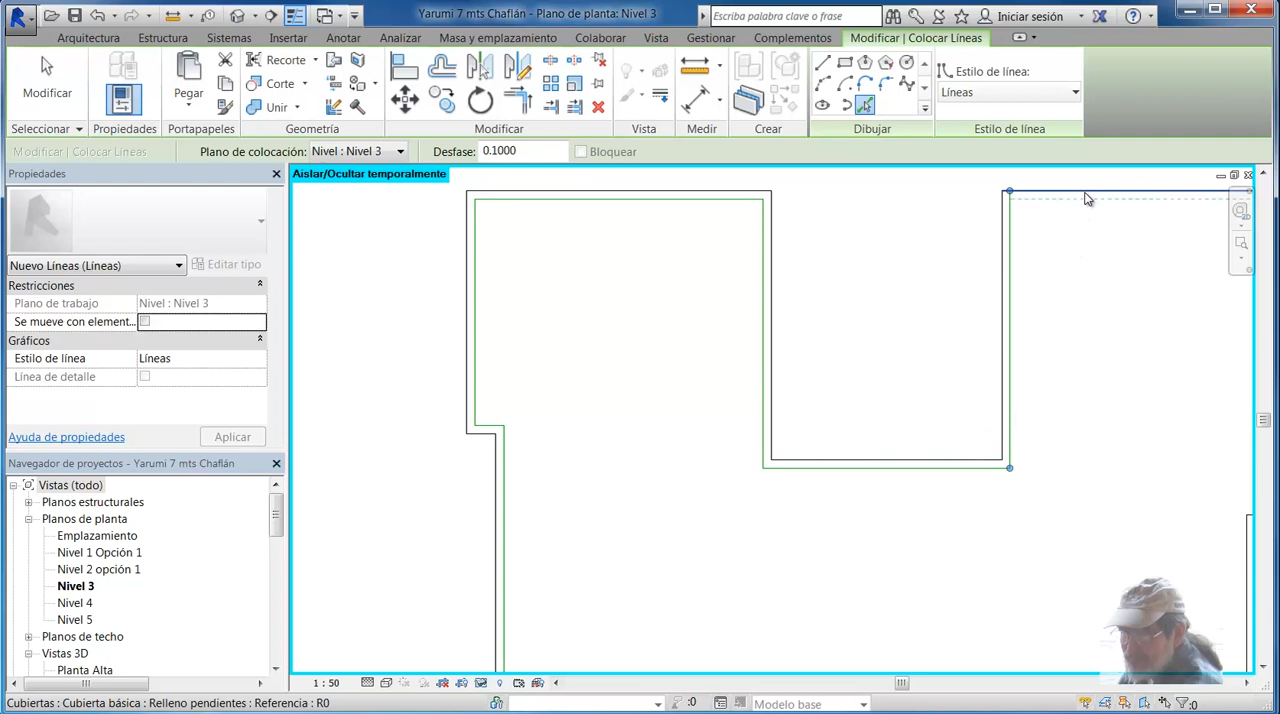 Yarumi 7 mts Chaflán - Plano de planta: Nivel 3
Escriba palabra clave o frase
Iniciar sesión
Arquitectura
Estructura
Sistemas
Insertar
Anotar
Analizar
Masa y emplazamiento
Colaborar
Vista
Gestionar
Complementos
Modificar | Colocar Líneas
Modificar
Pegar
Recorte
Corte
Unir
Estilo de línea:
Líneas
Seleccionar
Propiedades
Portapapeles
Geometría
Modificar
Vista
Medir
Crear
Dibujar
Estilo de línea
Modificar | Colocar Líneas
Plano de colocación:
Nivel : Nivel 3
Desfase:
0.1000
Bloquear
Propiedades
Aislar/Ocultar temporalmente
Nuevo Líneas (Líneas)
Editar tipo
Restricciones
Plano de trabajo
Nivel : Nivel 3
Se mueve con element...
Gráficos
Estilo de línea
Líneas
Línea de detalle
Ayuda de propiedades
Aplicar
Navegador de proyectos - Yarumi 7 mts Chaflán
Vistas (todo)
Planos estructurales
Planos de planta
Emplazamiento
Nivel 1 Opción 1
Nivel 2 opción 1
Nivel 3
Nivel 4
Nivel 5
Planos de techo
Vistas 3D
Planta Alta
1 : 50
Cubiertas : Cubierta básica : Relleno pendientes : Referencia : R0
:0
Modelo base
:0